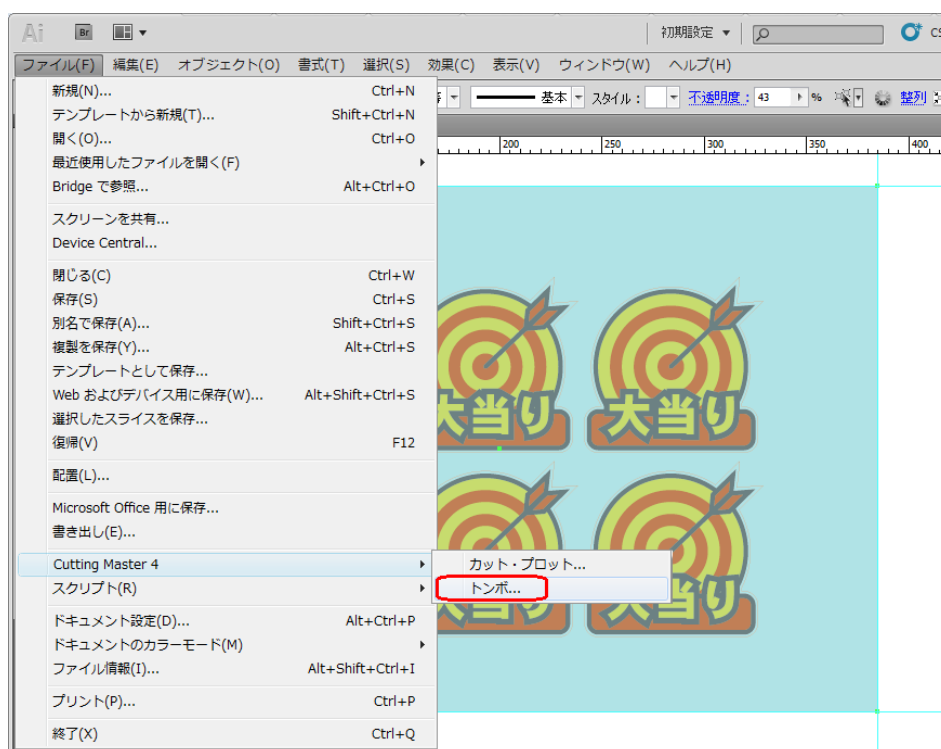 Ai Br 初期設定 CS
ファイル(F) 編集(E) オブジェクト(O) 書式(T) 選択(S) 効果(C) 表示(V) ウィンドウ(W) ヘルプ(H)
基本 スタイル： 不透明度： 43 % 整列
200 250 300 350 400
新規(N)... Ctrl+N
テンプレートから新規(T)... Shift+Ctrl+N
開く(O)... Ctrl+O
最近使用したファイルを開く(F)
Bridge で参照... Alt+Ctrl+O
スクリーンを共有...
Device Central...
閉じる(C) Ctrl+W
保存(S) Ctrl+S
別名で保存(A)... Shift+Ctrl+S
複製を保存(Y)... Alt+Ctrl+S
テンプレートとして保存...
Web およびデバイス用に保存(W)... Alt+Shift+Ctrl+S
選択したスライスを保存...
復帰(V) F12
配置(L)...
Microsoft Office 用に保存...
書き出し(E)...
Cutting Master 4
カット・プロット...
スクリプト(R)
トンボ...
ドキュメント設定(D)... Alt+Ctrl+P
ドキュメントのカラーモード(M)
ファイル情報(I)... Alt+Shift+Ctrl+I
プリント(P)... Ctrl+P
終了(X) Ctrl+Q
大当り 大当り
大当り 大当り